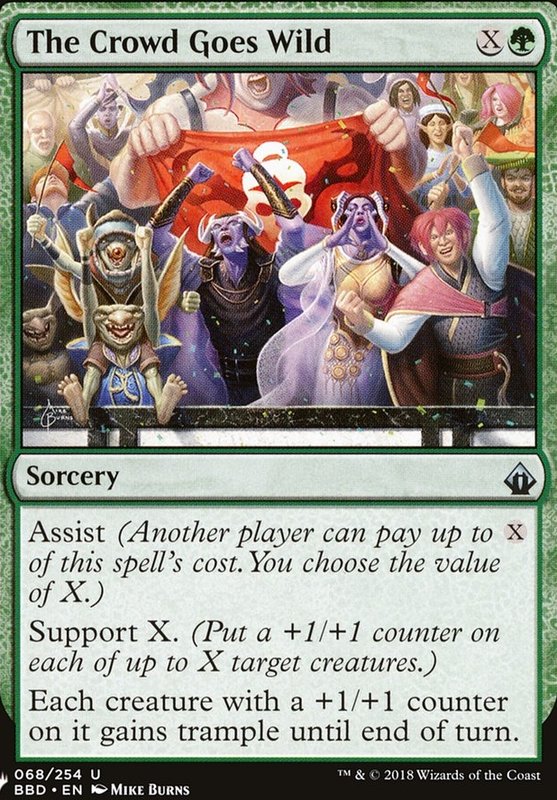 The Crowd Goes Wild X
Mike Burns
Sorcery
Assist (Another player can pay up to X
of this spell's cost. You choose the value
of X.)
Support X. (Put a +1/+1 counter on
each of up to X target creatures.)
Each creature with a +1/+1 counter
on it gains trample until end of turn.
068/254 U
BBD • EN Mike Burns
™ & © 2018 Wizards of the Coast